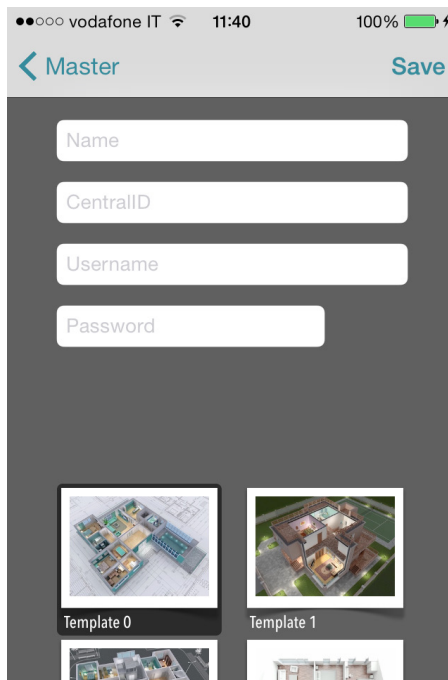 vodafone IT 11:40 100%
Master Save
Name
CentralID
Username
Password
Template 0 Template 1